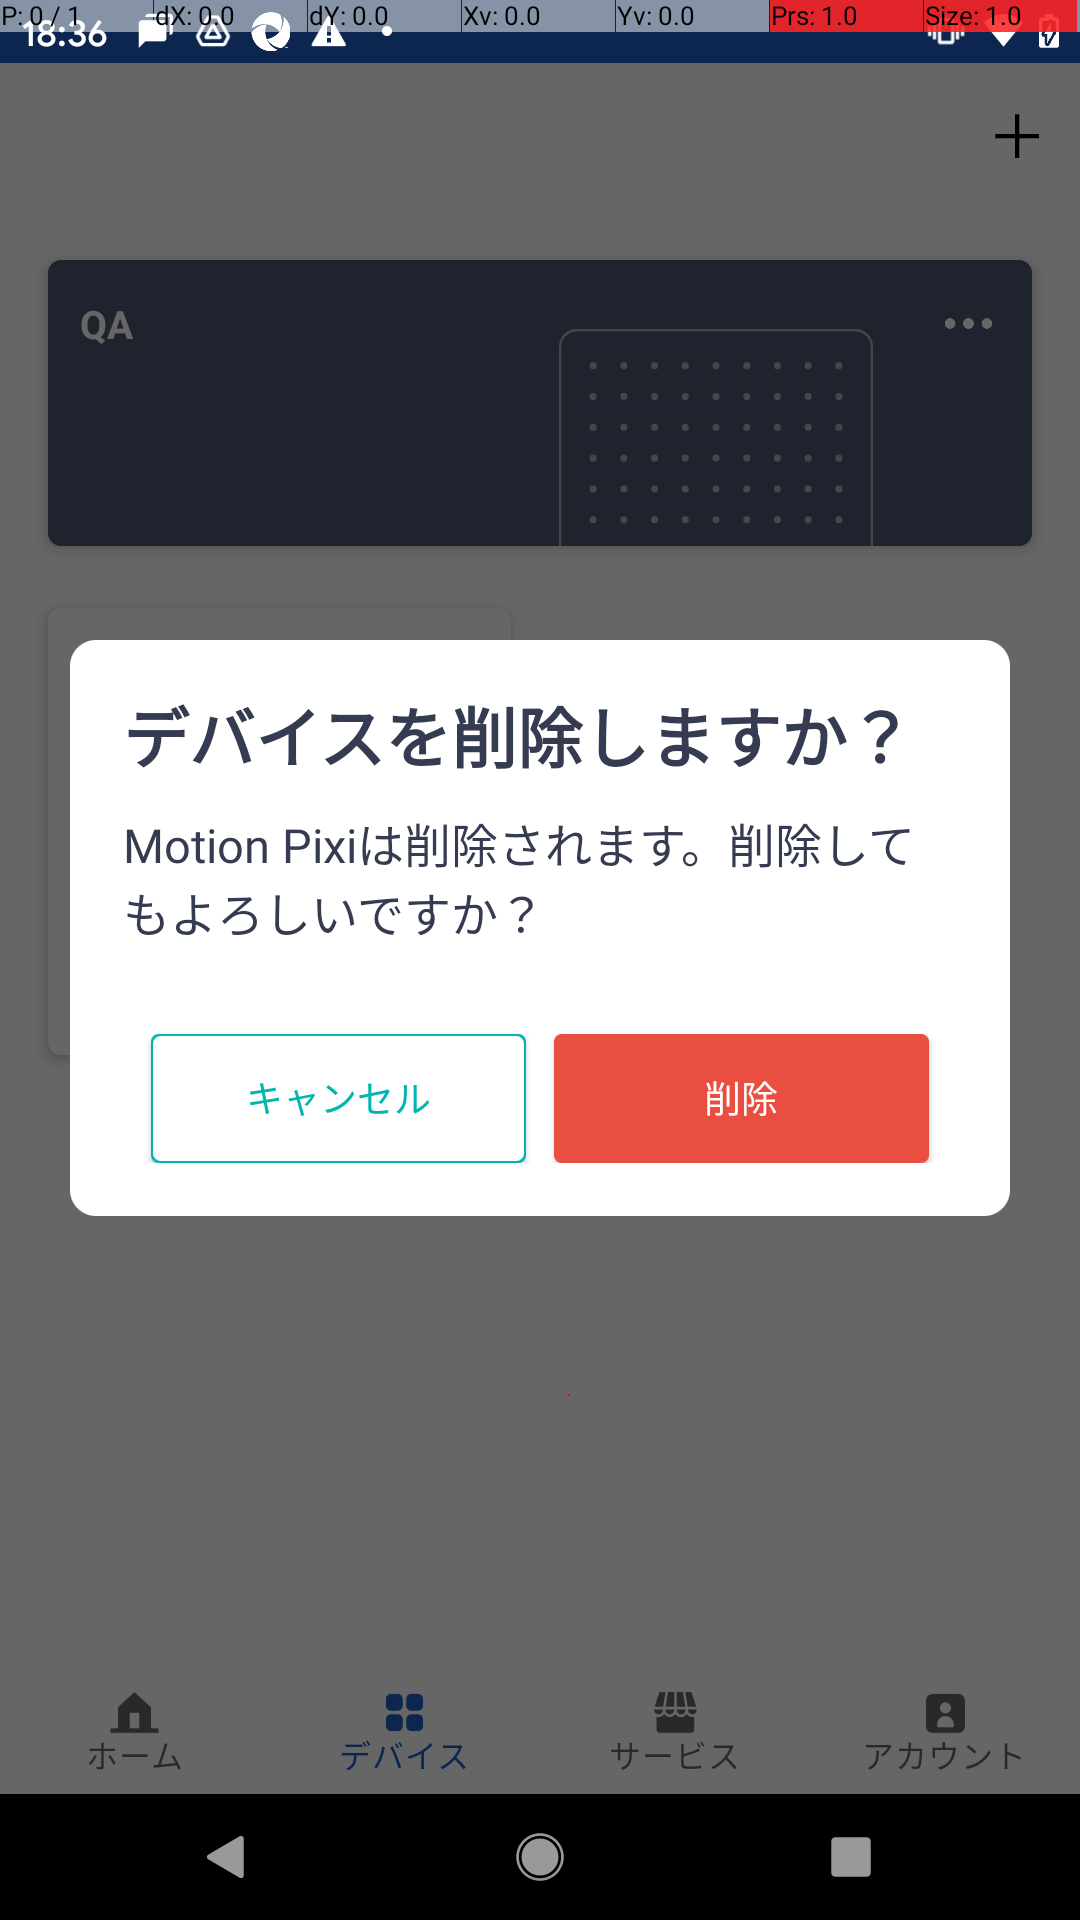 P: 0 / 1 dX: 0.0 dY: 0.0 Xv: 0.0 Yv: 0.0 Prs: 1.0 Size: 1.0
18:36
QA
デバイスを削除しますか？
Motion Pixiは削除されます。削除して
もよろしいですか？
キャンセル 削除
ホーム デバイス サービス アカウント